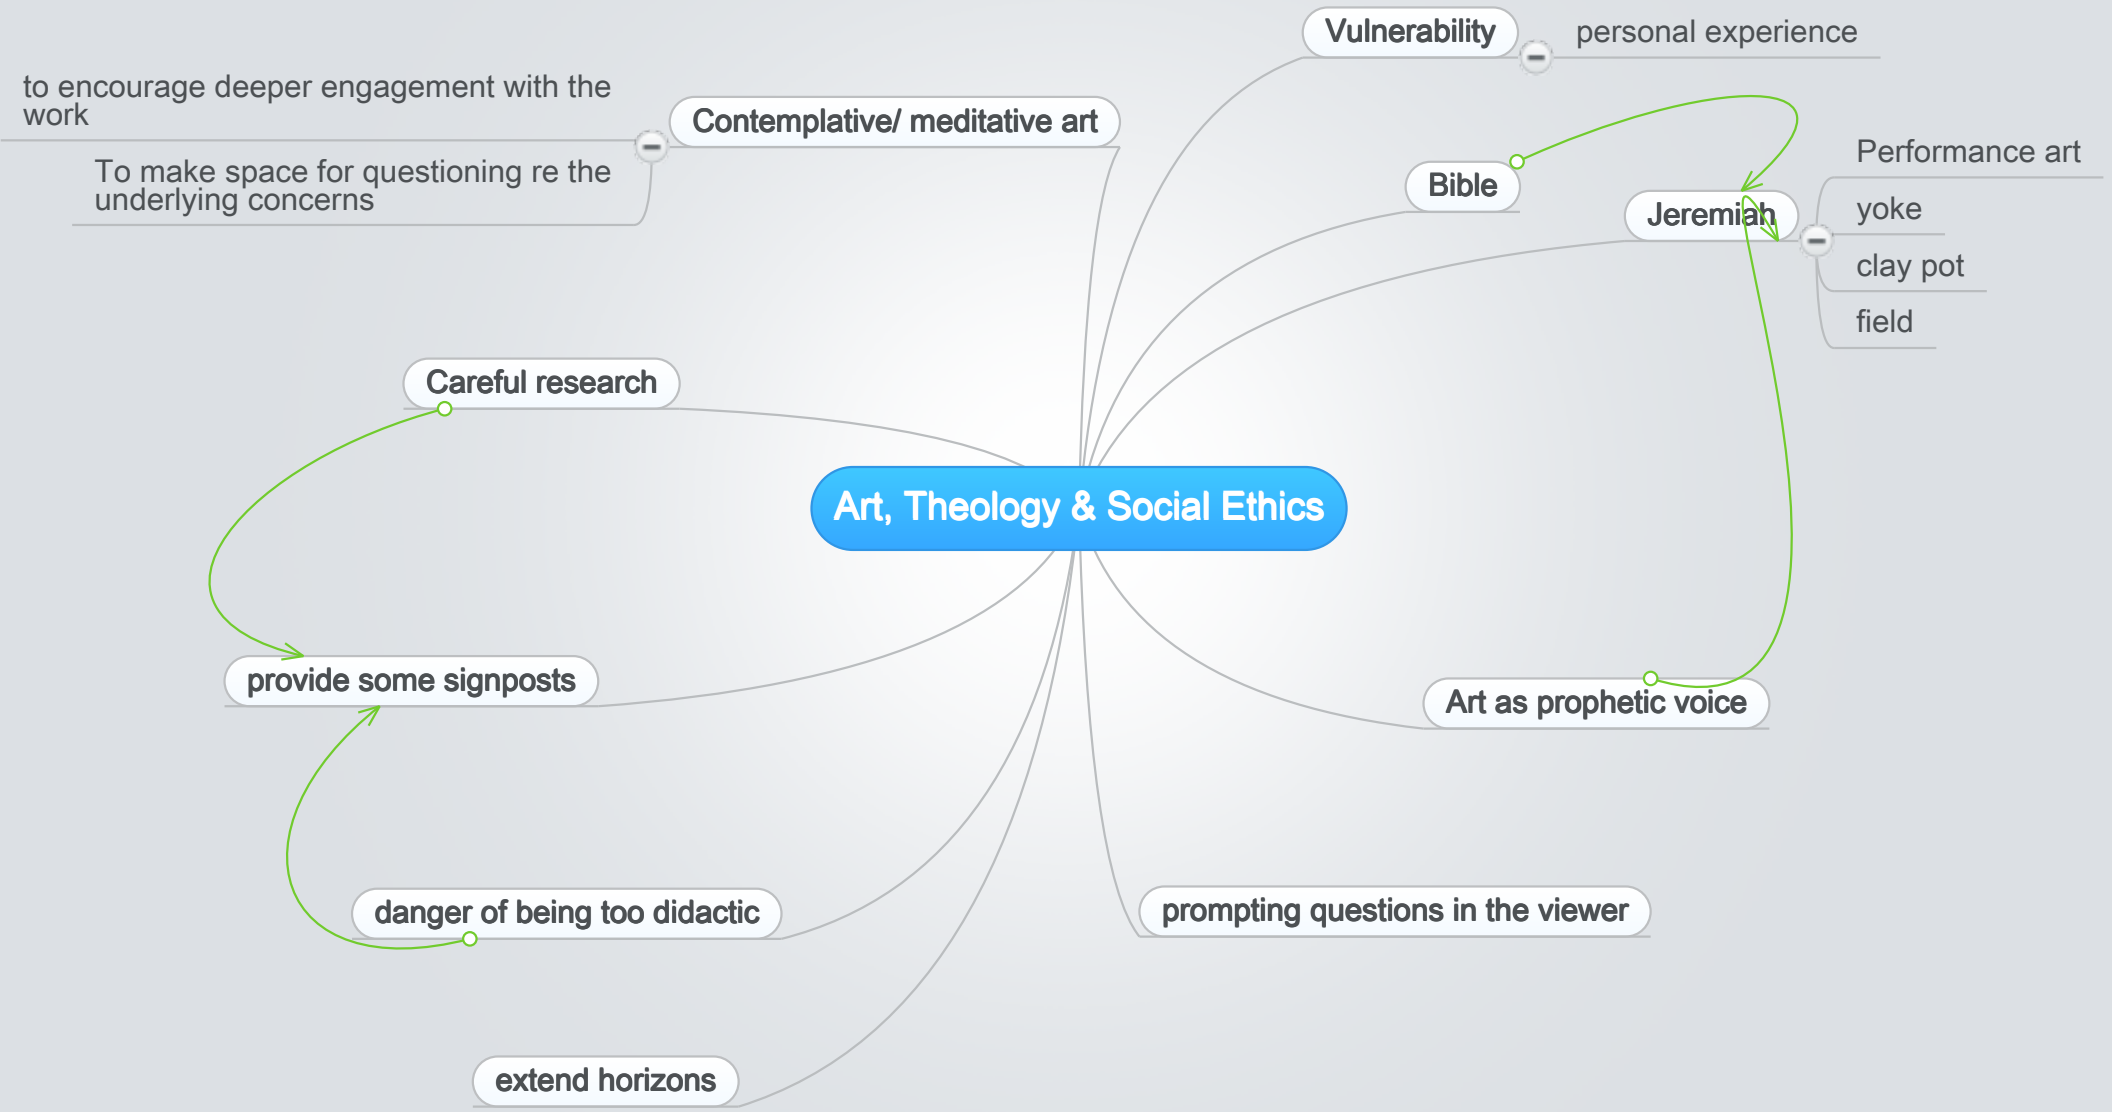 Vulnerability
personal experience
to encourage deeper engagement with the
work
Contemplative/ meditative art
To make space for questioning re the
underlying concerns
Bible
Jeremiah
Performance art
yoke
clay pot
field
Careful research
Art, Theology & Social Ethics
provide some signposts
Art as prophetic voice
danger of being too didactic
prompting questions in the viewer
extend horizons